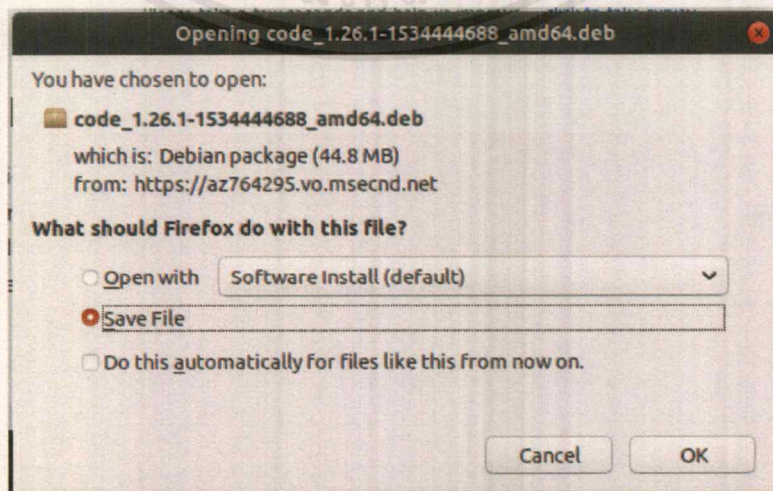 Opening code_1.26.1-1534444688_amd64.deb
You have chosen to open:
code_1.26.1-1534444688_amd64.deb
which is: Debian package (44.8 MB)
from: https://az764295.vo.msecnd.net
What should Firefox do with this file?
Open with Software Install (default)
Save File
Do this automatically for files like this from now on.
Cancel OK